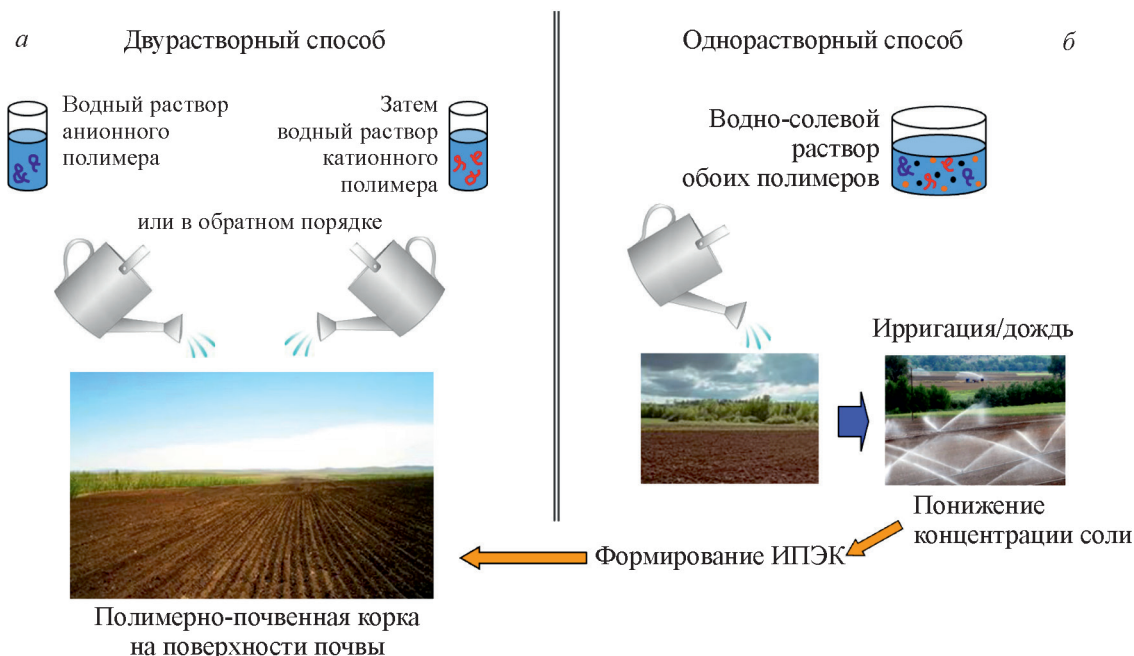 а
Двурастворный способ
Водный раствор
анионного
полимера
Затем
водный раствор
катионного
полимера
или в обратном порядке
Полимерно-почвенная корка
на поверхности почвы
Однорастворный способ
б
Водно-солевой
раствор
обоих полимеров
Ирригация/дождь
Понижение
концентрации соли
Формирование ИПЭК